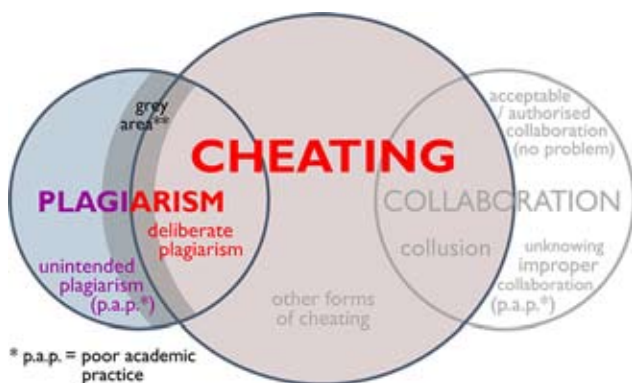 grey
area**
CHEATING
PLAGIARISM
deliberate
plagiarism
unintended
plagiarism
(p.a.p.*)
other forms
of cheating
acceptable
/ authorised
collaboration
(no problem)
COLLABORATION
collusion
unknowing
improper
collaboration
(p.a.p.*)
* p.a.p. = poor academic
practice